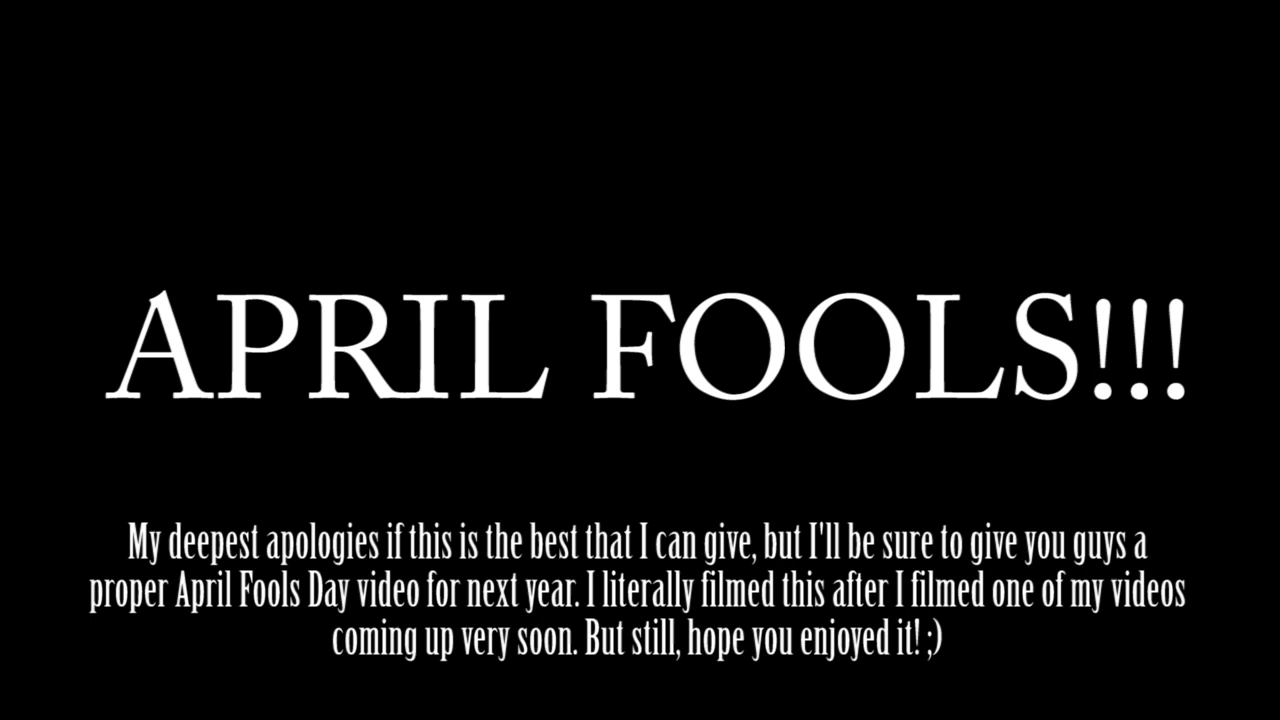 APRIL FOOLS!!!
My deepest apologies if this is the best that I can give, but I'll be sure to give you guys a
proper April Fools Day video for next year. I literally filmed this after I filmed one of my videos
coming up very soon. But still, hope you enjoyed it! ;)